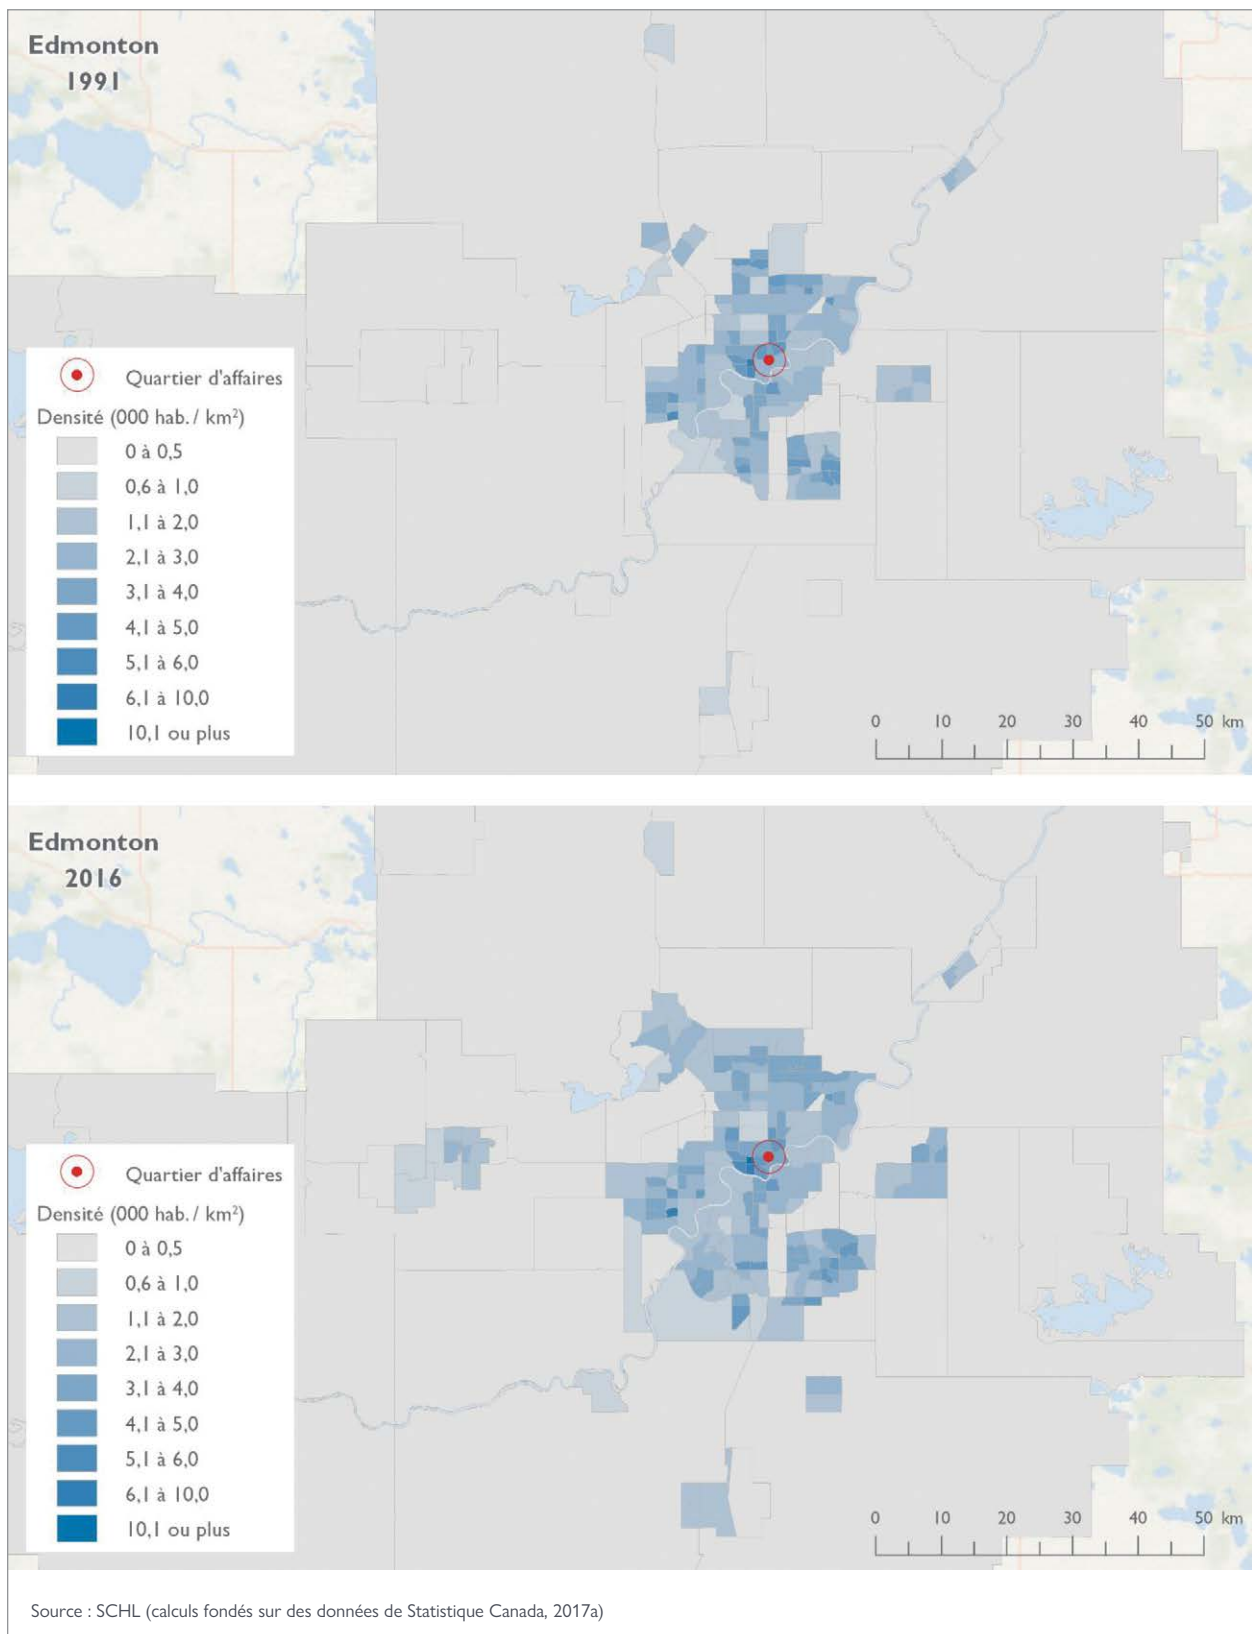 Edmonton
1991
Quartier d'affaires
Densité (000 hab. / km²)
0 à 0,5
0,6 à 1,0
1,1 à 2,0
2,1 à 3,0
3,1 à 4,0
4,1 à 5,0
5,1 à 6,0
6,1 à 10,0
10,1 ou plus
0 10 20 30 40 50 km
Edmonton
2016
Quartier d'affaires
Densité (000 hab. / km²)
0 à 0,5
0,6 à 1,0
1,1 à 2,0
2,1 à 3,0
3,1 à 4,0
4,1 à 5,0
5,1 à 6,0
6,1 à 10,0
10,1 ou plus
0 10 20 30 40 50 km
Source : SCHL (calculs fondés sur des données de Statistique Canada, 2017a)